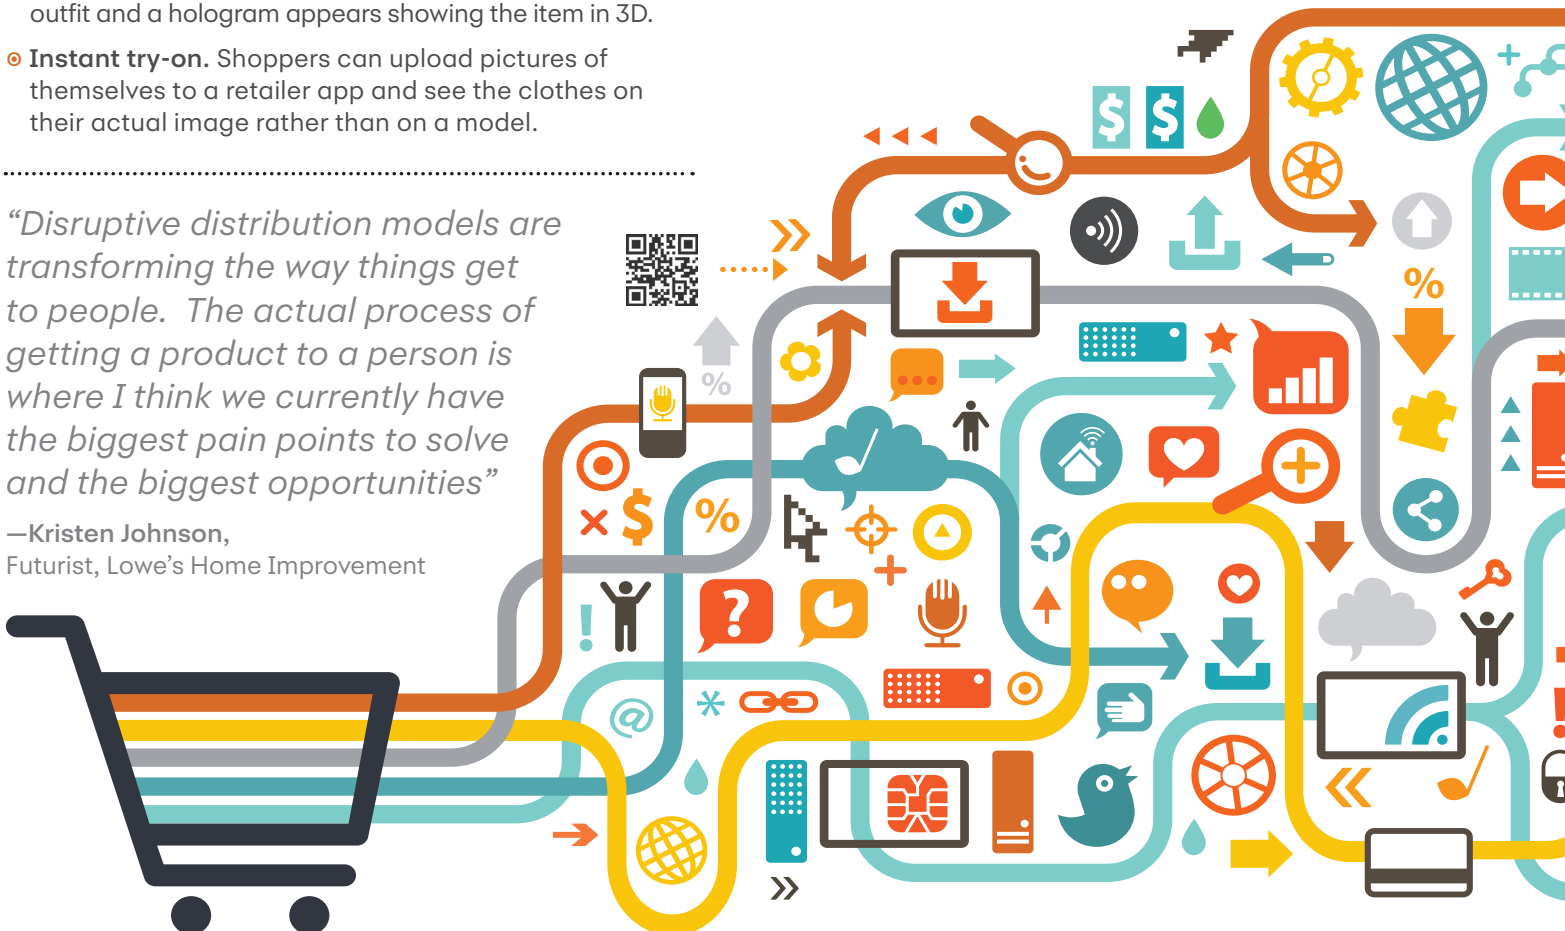 outfit and a hologram appears showing the item in 3D.
Instant try-on. Shoppers can upload pictures of
themselves to a retailer app and see the clothes on
their actual image rather than on a model.
“Disruptive distribution models are
transforming the way things get
to people.  The actual process of
getting a product to a person is
where I think we currently have
the biggest pain points to solve
and the biggest opportunities”
—Kristen Johnson,
Futurist, Lowe’s Home Improvement
$ $
%
%
$ %
! ?
@ *
!